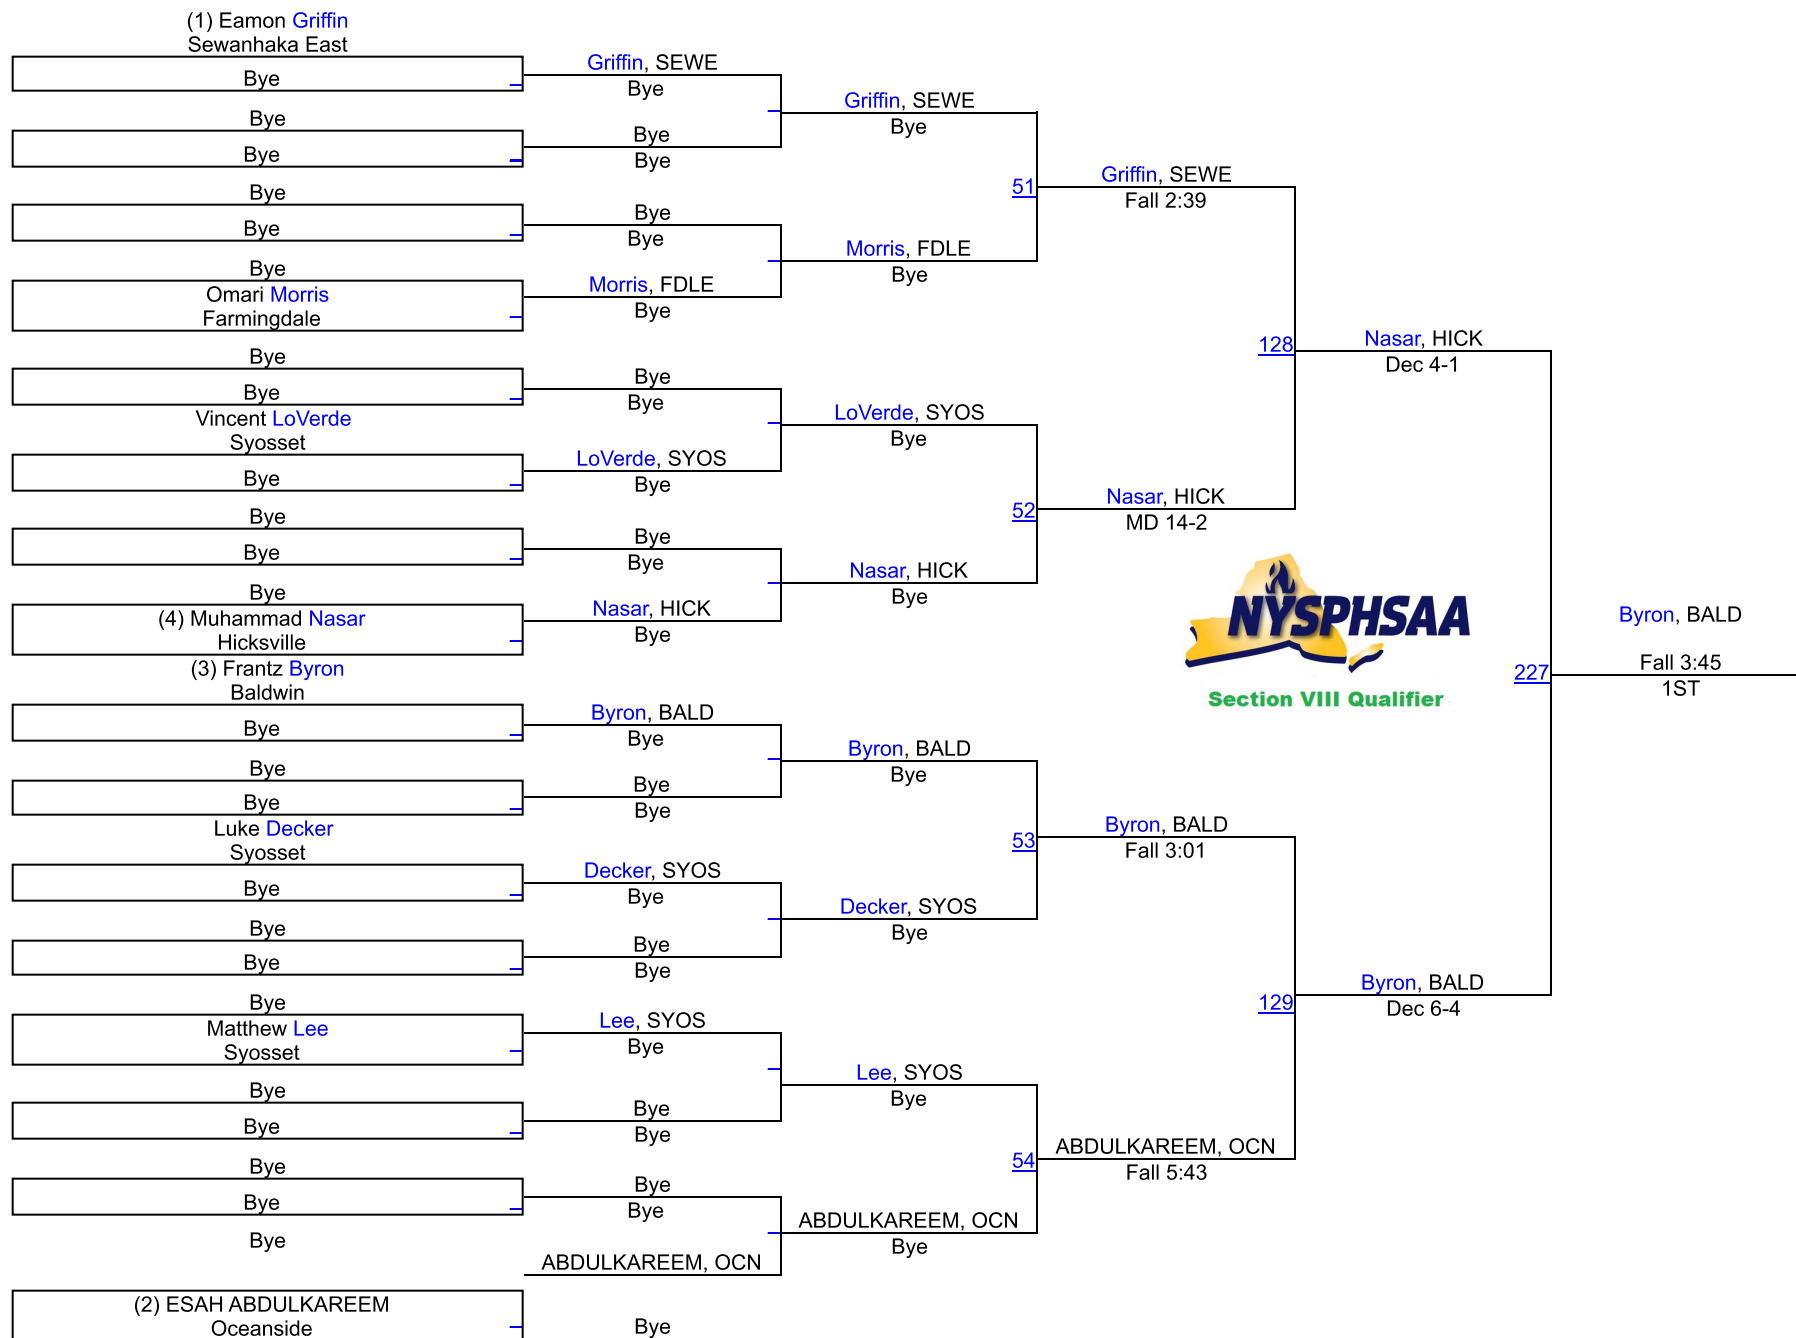 (1) Eamon Griffin
Sewanhaka East
Bye
Bye
Bye
Bye
Bye
Bye
Omari Morris
Farmingdale
Bye
Bye
Vincent LoVerde
Syosset
Bye
Bye
Bye
Bye
(4) Muhammad Nasar
Hicksville
(3) Frantz Byron
Baldwin
Bye
Bye
Bye
Luke Decker
Syosset
Bye
Bye
Bye
Bye
Matthew Lee
Syosset
Bye
Bye
Bye
Bye
Bye
(2) ESAH ABDULKAREEM
Oceanside
Griffin, SEWE
Bye
Bye
Bye
Bye
Bye
Morris, FDLE
Bye
Bye
Bye
LoVerde, SYOS
Bye
Bye
Bye
Nasar, HICK
Bye
Byron, BALD
Bye
Bye
Bye
Decker, SYOS
Bye
Bye
Bye
Lee, SYOS
Bye
Bye
Bye
Bye
Bye
ABDULKAREEM, OCN
Bye
Griffin, SEWE
Bye
Morris, FDLE
Bye
LoVerde, SYOS
Bye
Nasar, HICK
Bye
Byron, BALD
Bye
Decker, SYOS
Bye
Lee, SYOS
Bye
ABDULKAREEM, OCN
Bye
51
Griffin, SEWE
Fall 2:39
52
Nasar, HICK
MD 14-2
53
Byron, BALD
Fall 3:01
54
ABDULKAREEM, OCN
Fall 5:43
128
Nasar, HICK
Dec 4-1
NYSPHSAA
Section VIII Qualifier
129
Byron, BALD
Dec 6-4
227
Byron, BALD
Fall 3:45
1ST